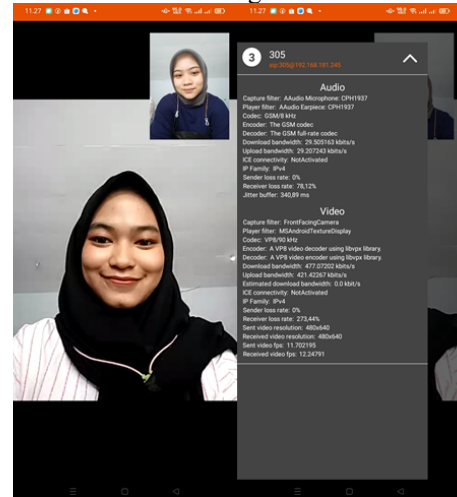 11.27
11.27
3
305
sip:305@192.168.181.240
Audio
Capture filter: AAudio Microphone: CPH1937
Player filter: AAudio Earpiece: CPH1937
Codec: GSM/8 kHz
Encoder: The GSM codec
Decoder: The GSM full-rate codec
Download bandwidth: 29.505163 kbits/s
Upload bandwidth: 29.207243 kbits/s
ICE connectivity: NotActivated
IP Family: IPv4
Sender loss rate: 0%
Receiver loss rate: 78,12%
Jitter buffer: 340,89 ms
Video
Capture filter: FrontFacingCamera
Player filter: MSAndroidTextureDisplay
Codec: VP8/90 kHz
Encoder: A VP8 video encoder using libvpx library.
Decoder: A VP8 video decoder using libvpx library.
Download bandwidth: 477.07202 kbits/s
Upload bandwidth: 421.42267 kbits/s
Estimated download bandwidth: 0.0 kbits/s
ICE connectivity: NotActivated
IP Family: IPv4
Sender loss rate: 0%
Receiver loss rate: 273,44%
Sent video resolution: 480x640
Received video resolution: 480x640
Sent video fps: 11.702195
Received video fps: 12.24791